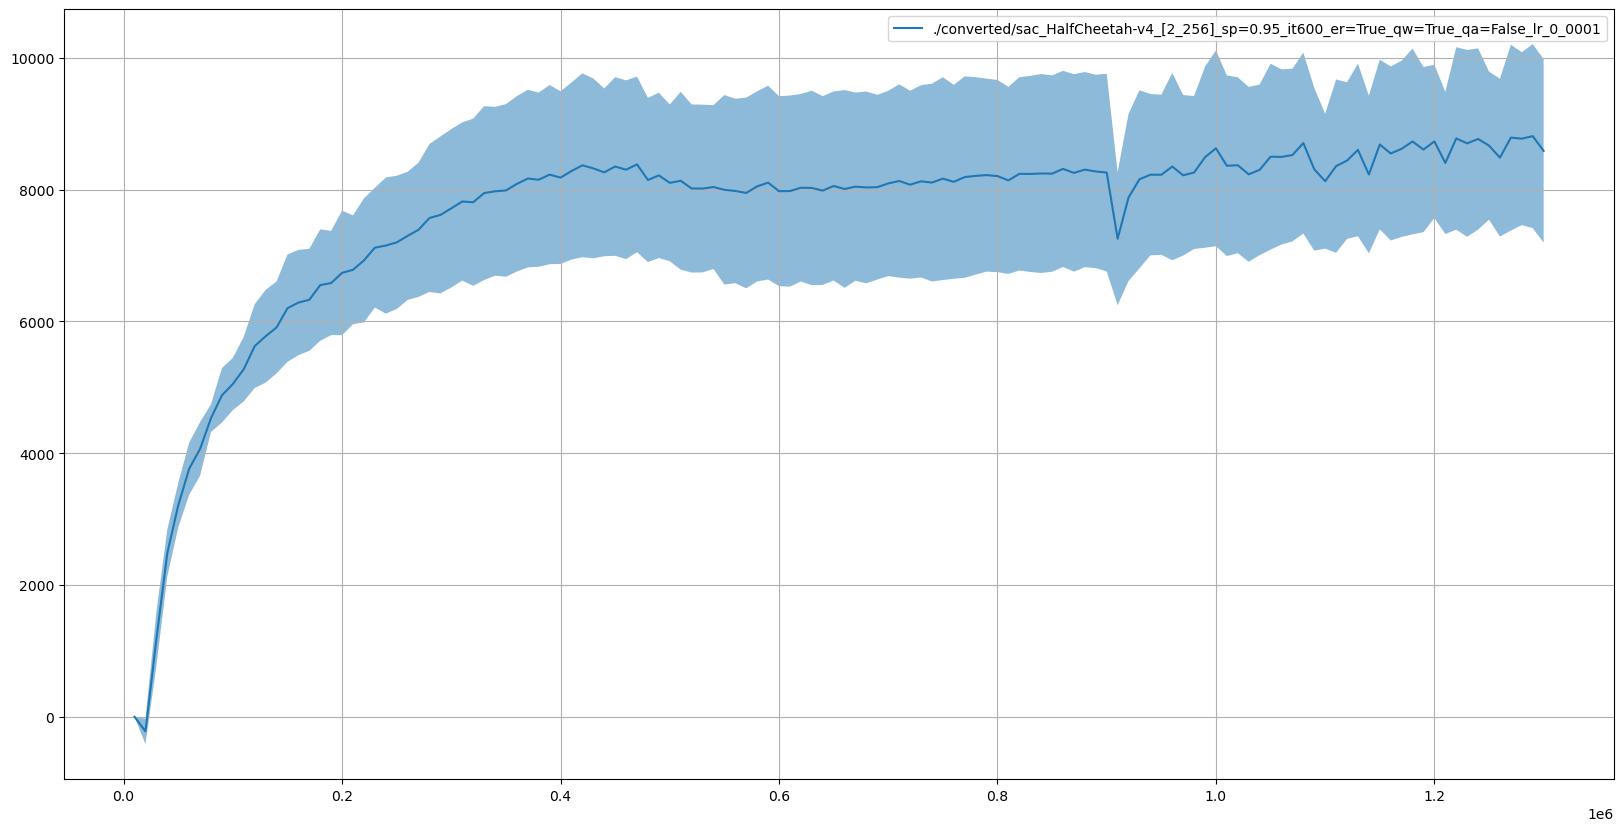 ./converted/sac_HalfCheetah-v4_[2_256]_sp=0.95_it600_er=True_qw=True_qa=False_lr_0_0001
10000
8000
6000
4000
2000
0
0.0 0.2 0.4 0.6 0.8 1.0 1.2
1e6